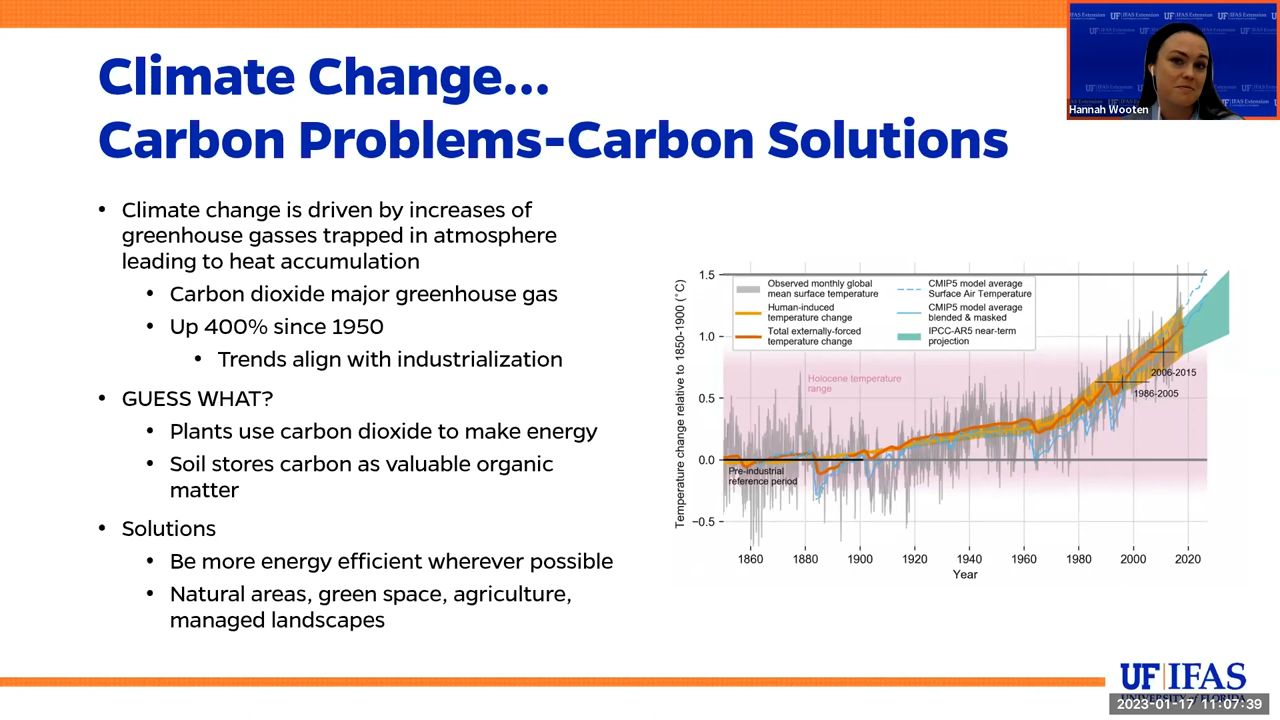 Climate Change...
Carbon Problems-Carbon Solutions
• Climate change is driven by increases of
greenhouse gasses trapped in atmosphere
leading to heat accumulation
• Carbon dioxide major greenhouse gas
• Up 400% since 1950
• Trends align with industrialization
• GUESS WHAT?
• Plants use carbon dioxide to make energy
• Soil stores carbon as valuable organic
matter
• Solutions
• Be more energy efficient wherever possible
• Natural areas, green space, agriculture,
managed landscapes
UF IFAS Extension
Hannah Wooten
Temperature change relative to 1850-1900 (°C)
1.5
1.0
0.5
0.0
−0.5
Observed monthly global
mean surface temperature
Human-induced
temperature change
Total externally-forced
temperature change
CMIP5 model average
Surface Air Temperature
CMIP5 model average
blended & masked
IPCC-AR5 near-term
projection
Holocene temperature
range
2006-2015
1986-2005
Pre-industrial
reference period
1860 1880 1900 1920 1940 1960 1980 2000 2020
Year
UF|IFAS
UNIVERSITY of FLORIDA
2023-01-17 11:07:39